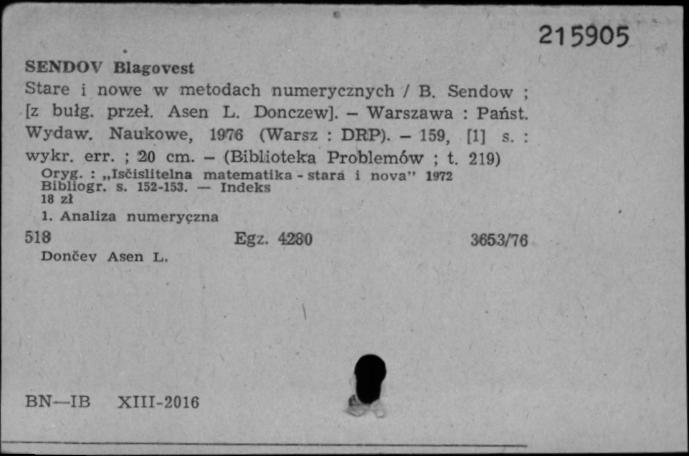 215905
SENDOV Blagovest
Stare i nowe w metodach numerycznych / B. Sendow ;
[z bułg. przeł. Asen L. Donczew]. — Warszawa : Państ.
Wydaw. Naukowe, 1976 (Warsz : DRP). — 159, [1] s. :
wykr. err. ; 20 cm. — (Biblioteka Problemów ; t. 219)
Oryg. : „Isčislitelna matematika - stara i nova" 1972
Bibliogr. s. 152-153. — Indeks
18 zł
1. Analiza numeryczna
518 Egz. 4280 3653/76
Dončev Asen L.
BN—IB XIII-2016